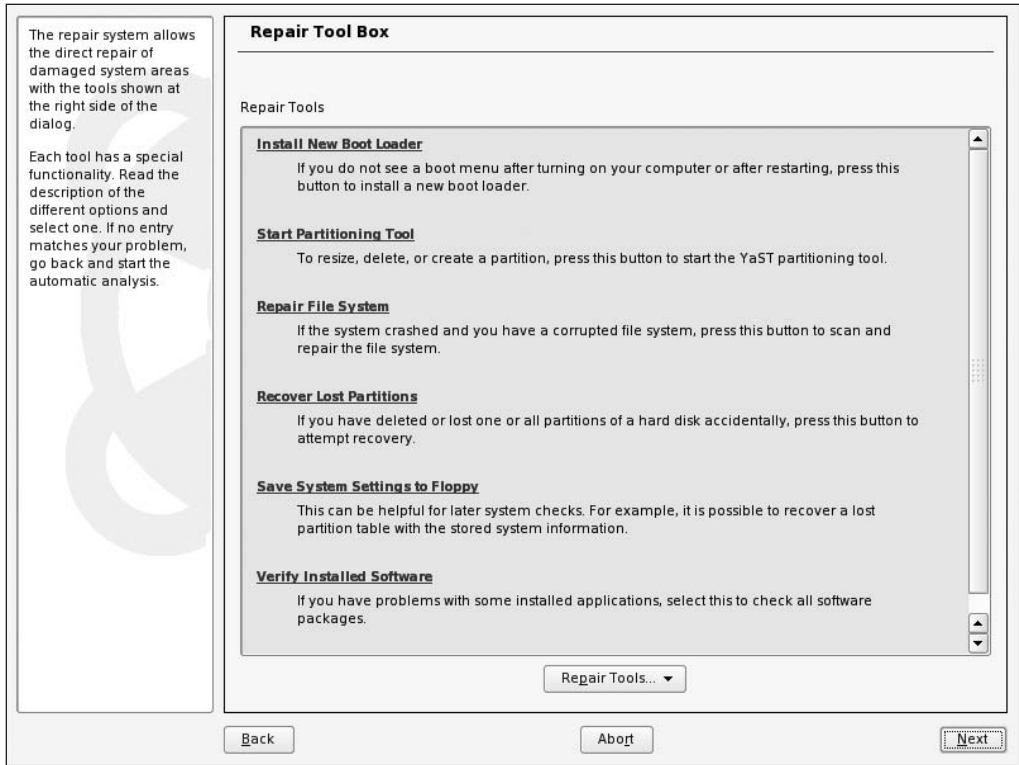 The repair system allows
the direct repair of
damaged system areas
with the tools shown at
the right side of the
dialog.
Each tool has a special
functionality. Read the
description of the
different options and
select one. If no entry
matches your problem,
go back and start the
automatic analysis.
Repair Tool Box
Repair Tools
Install New Boot Loader
If you do not see a boot menu after turning on your computer or after restarting, press this
button to install a new boot loader.
Start Partitioning Tool
To resize, delete, or create a partition, press this button to start the YaST partitioning tool.
Repair File System
If the system crashed and you have a corrupted file system, press this button to scan and
repair the file system.
Recover Lost Partitions
If you have deleted or lost one or all partitions of a hard disk accidentally, press this button to
attempt recovery.
Save System Settings to Floppy
This can be helpful for later system checks. For example, it is possible to recover a lost
partition table with the stored system information.
Verify Installed Software
If you have problems with some installed applications, select this to check all software
packages.
Repair Tools...
Back
Abort
Next